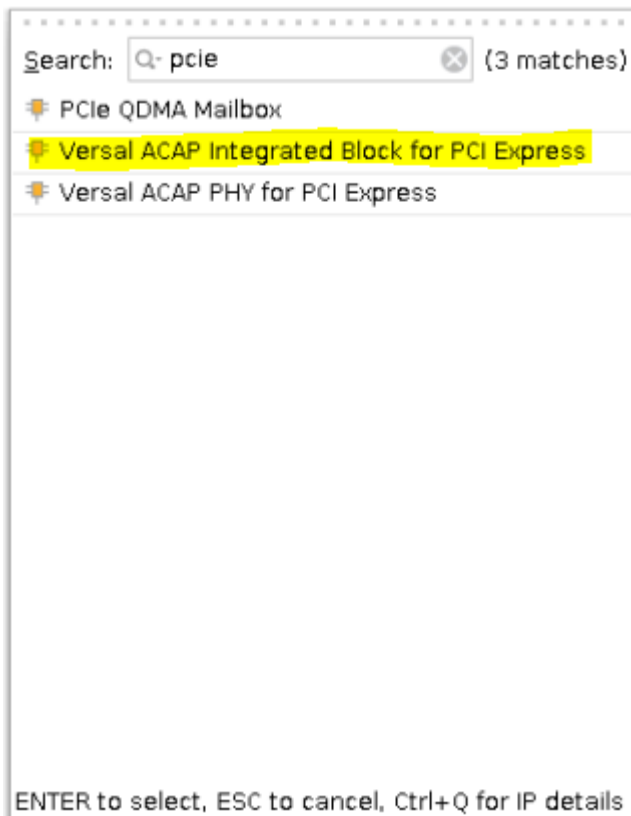 Search: pcie (3 matches)
PCIe QDMA Mailbox
Versal ACAP Integrated Block for PCI Express
Versal ACAP PHY for PCI Express
ENTER to select, ESC to cancel, Ctrl+Q for IP details